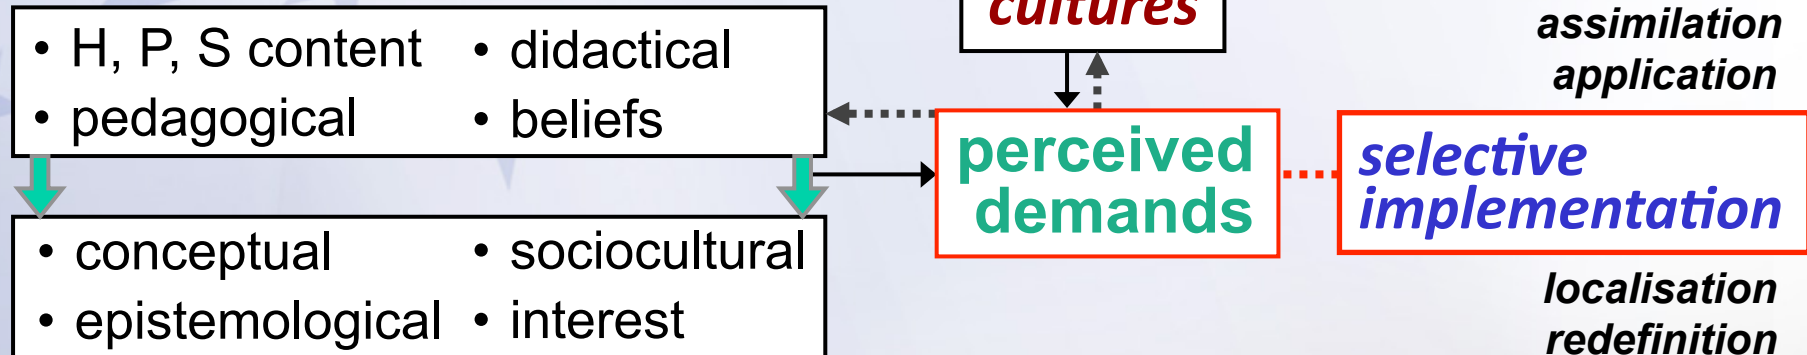 • H, P, S content • didactical
• pedagogical • beliefs
• conceptual • sociocultural
• epistemological • interest
cultures
perceived
demands
assimilation
application
selective
implementation
localisation
redefinition